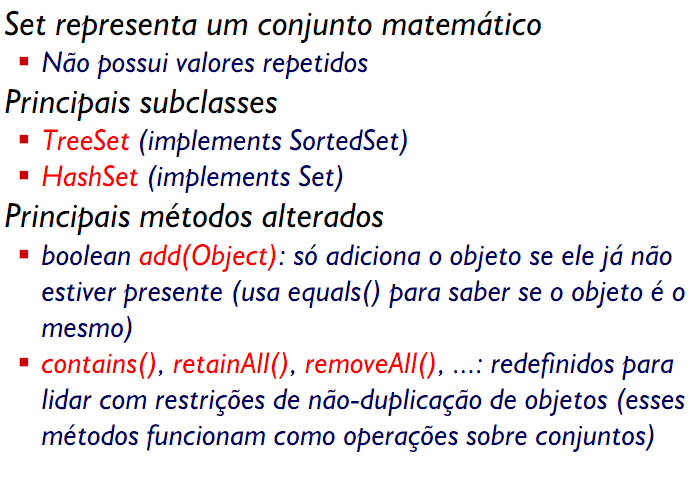 Set representa um conjunto matemático
▪ Não possui valores repetidos
Principais subclasses
▪ TreeSet (implements SortedSet)
▪ HashSet (implements Set)
Principais métodos alterados
▪ boolean add(Object): só adiciona o objeto se ele já não
estiver presente (usa equals() para saber se o objeto é o
mesmo)
▪ contains(), retainAll(), removeAll(), ...: redefinidos para
lidar com restrições de não-duplicação de objetos (esses
métodos funcionam como operações sobre conjuntos)